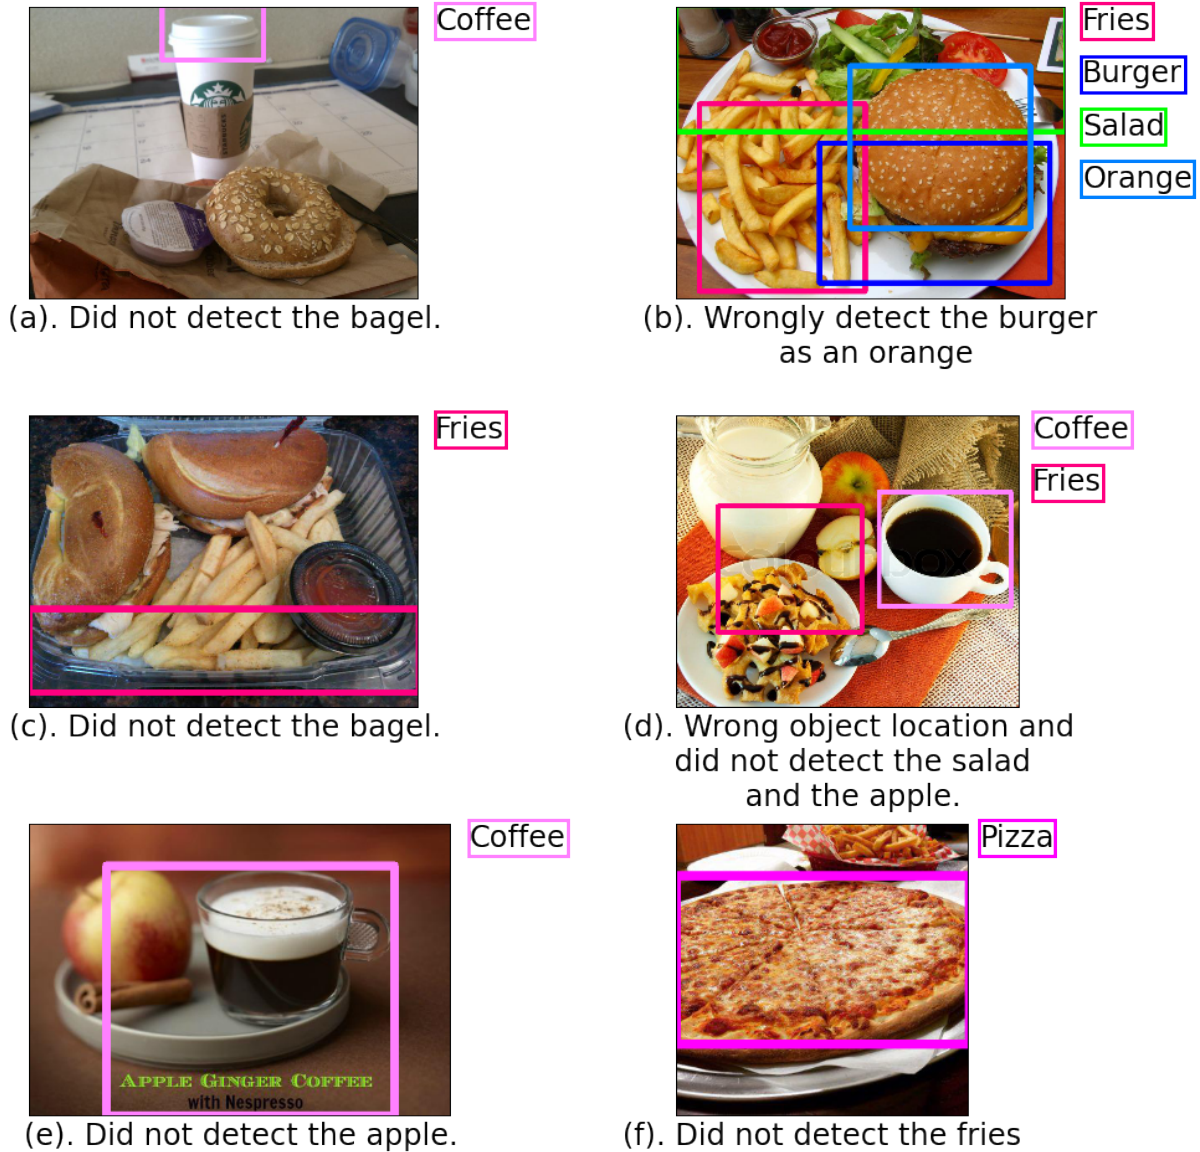 Coffee
(a). Did not detect the bagel.
Fries
Burger
Salad
Orange
(b). Wrongly detect the burger
as an orange
Fries
(c). Did not detect the bagel.
Coffee
Fries
(d). Wrong object location and
did not detect the salad
and the apple.
Coffee
APPLE GINGER COFFEE
with Nespresso
(e). Did not detect the apple.
Pizza
(f). Did not detect the fries